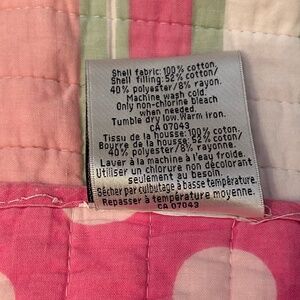 Shell fabric: 100% cotton.
Shell filling: 52% cotton/
40% polyester/8% rayon.
Machine wash cold.
Only non-chlorine bleach
when needed.
Tumble dry low. Warm iron.
CA 07043
Tissu de la housse: 100% coton.
Bourre de la housse: 52% coton/
40% polyester/8% rayonne.
Laver à la machine à l'eau froide.
Utiliser un chlorure non décolorant
seulement au besoin.
Sécher par culbutage à basse température.
Repasser à température moyenne.
CA 07043